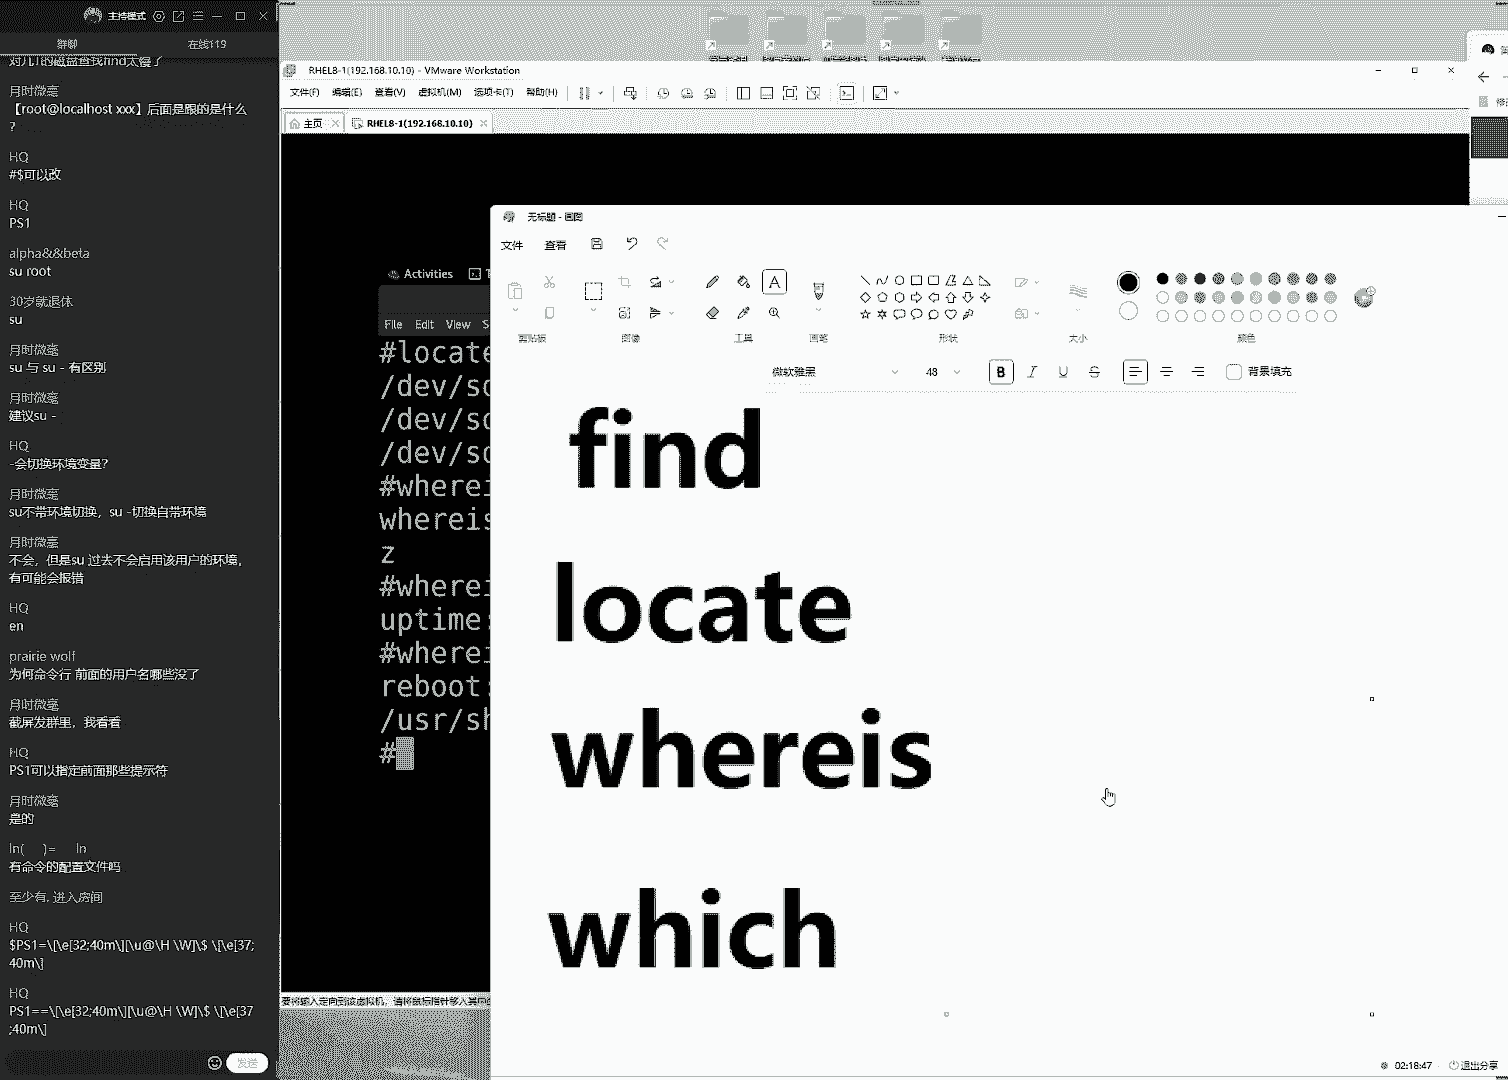 主持模式
群聊
在线119
对几T的磁盘查找find太慢了
月时微毫
【root@localhost xxx】后面是跟的是什么
?
HQ
#$可以改
HQ
PS1
alpha&&beta
su root
30岁就退休
su
月时微毫
su 与 su - 有区别
月时微毫
建议su -
HQ
-会切换环境变量?
月时微毫
su不带环境切换，su -切换自带环境
月时微毫
不会，但是su 过去不会启用该用户的环境，
有可能会报错
HQ
en
prairie wolf
为何命令行 前面的用户名哪些没了
月时微毫
截屏发群里，我看看
HQ
PS1可以指定前面那些提示符
月时微毫
是的
ln( )= ln
有命令的配置文件吗
至少有, 进入房间
HQ
$PS1=\[\e[32;40m\][\u@\H \W]\$ \[\e[37;
40m\]
HQ
PS1==\[\e[32;40m\][\u@\H \W]\$ \[\e[37
;40m\]
发送
RHEL8-1(192.168.10.10) - VMware Workstation
文件(F) 编辑(E) 查看(V) 虚拟机(M) 选项卡(T) 帮助(H)
主页 RHEL8-1(192.168.10.10)
Activities
File Edit View S
#locate
/dev/sc
/dev/sc
/dev/sc
#wherei
whereis
z
#wherei
uptime:
#wherei
reboot:
/usr/sh
#
要将输入定向到该虚拟机，请将鼠标指针移入其中
无标题 - 画图
文件 查看
剪贴板 图像 工具 画笔 形状 大小 颜色
微软雅黑 48 B I U S 背景填充
find
locate
whereis
which
02:18:47 退出分享